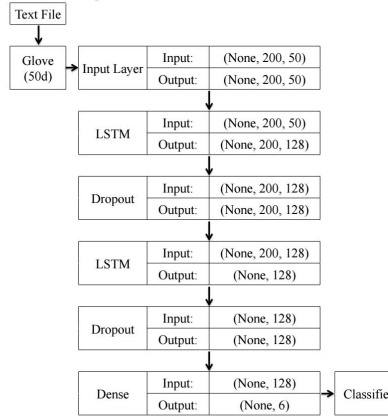 Text File
Glove
(50d)
Input Layer
Input: (None, 200, 50)
Output: (None, 200, 50)
LSTM
Input: (None, 200, 50)
Output: (None, 200, 128)
Dropout
Input: (None, 200, 128)
Output: (None, 200, 128)
LSTM
Input: (None, 200, 128)
Output: (None, 128)
Dropout
Input: (None, 128)
Output: (None, 128)
Dense
Input: (None, 128)
Output: (None, 6)